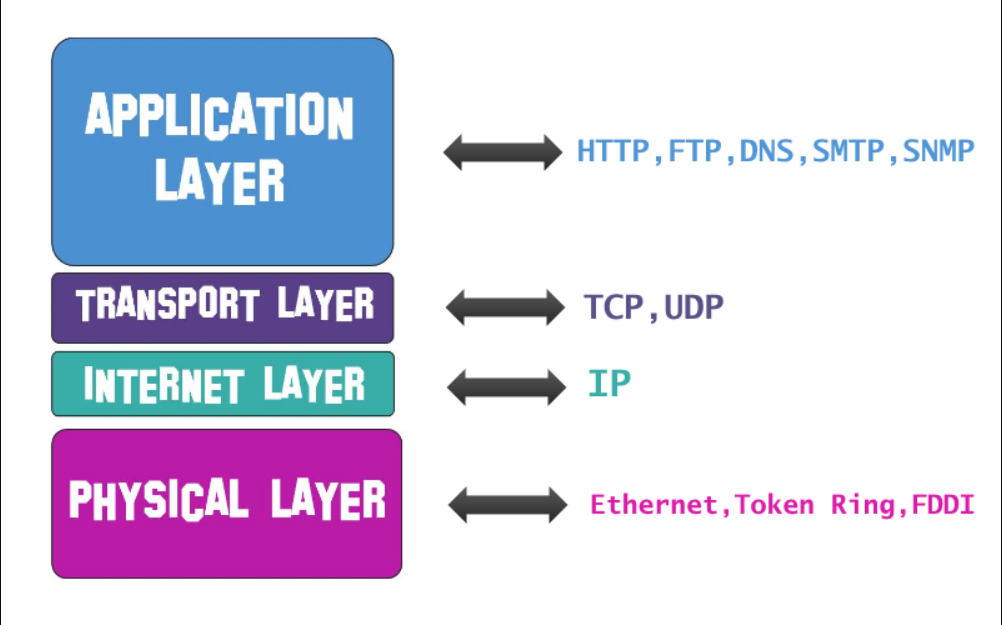 APPLICATION
LAYER
HTTP,FTP,DNS,SMTP,SNMP
TRANSPORT LAYER
TCP,UDP
INTERNET LAYER
IP
PHYSICAL LAYER
Ethernet,Token Ring,FDDI